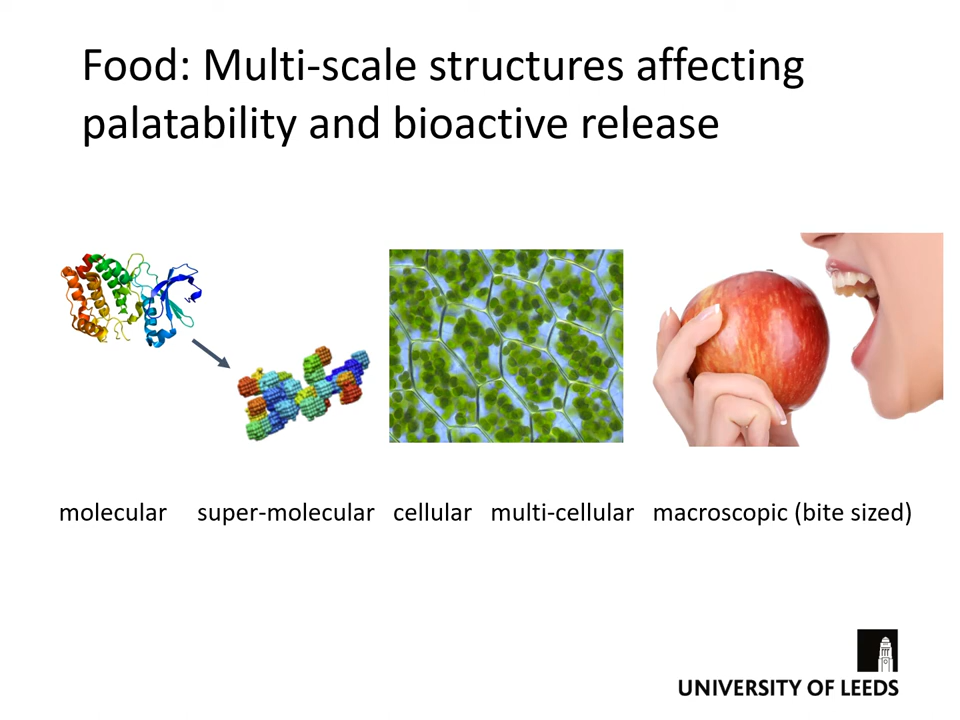 Food: Multi-scale structures affecting
palatability and bioactive release
molecular super-molecular cellular multi-cellular macroscopic (bite sized)
UNIVERSITY OF LEEDS